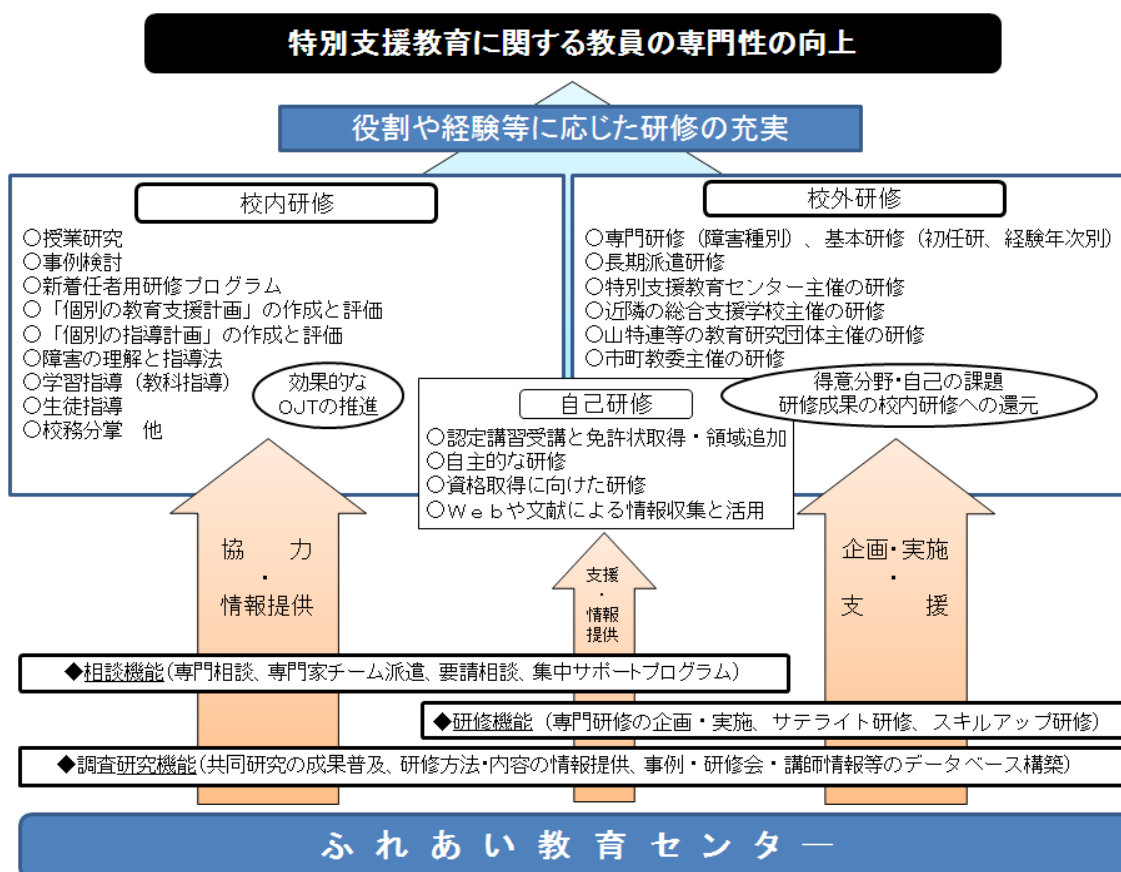 特別支援教育に関する教員の専門性の向上
役割や経験等に応じた研修の充実
校内研修
○授業研究
○事例検討
○新着任者用研修プログラム
○「個別の教育支援計画」の作成と評価
○「個別の指導計画」の作成と評価
○障害の理解と指導法
○学習指導（教科指導）
○生徒指導
○校務分掌　他
効果的な
OJTの推進
校外研修
○専門研修（障害種別）、基本研修（初任研、経験年次別）
○長期派遣研修
○特別支援教育センター主催の研修
○近隣の総合支援学校主催の研修
○山特連等の教育研究団体主催の研修
○市町教委主催の研修
得意分野・自己の課題
研修成果の校内研修への還元
自己研修
○認定講習受講と免許状取得・領域追加
○自主的な研修
○資格取得に向けた研修
○Ｗｅｂや文献による情報収集と活用
協　力
・
情報提供
支援
・
情報
提供
企画・実施
・
支　援
◆相談機能（専門相談、専門家チーム派遣、要請相談、集中サポートプログラム）
◆研修機能（専門研修の企画・実施、サテライト研修、スキルアップ研修）
◆調査研究機能（共同研究の成果普及、研修方法・内容の情報提供、事例・研修会・講師情報等のデータベース構築）
ふれあい教育センター